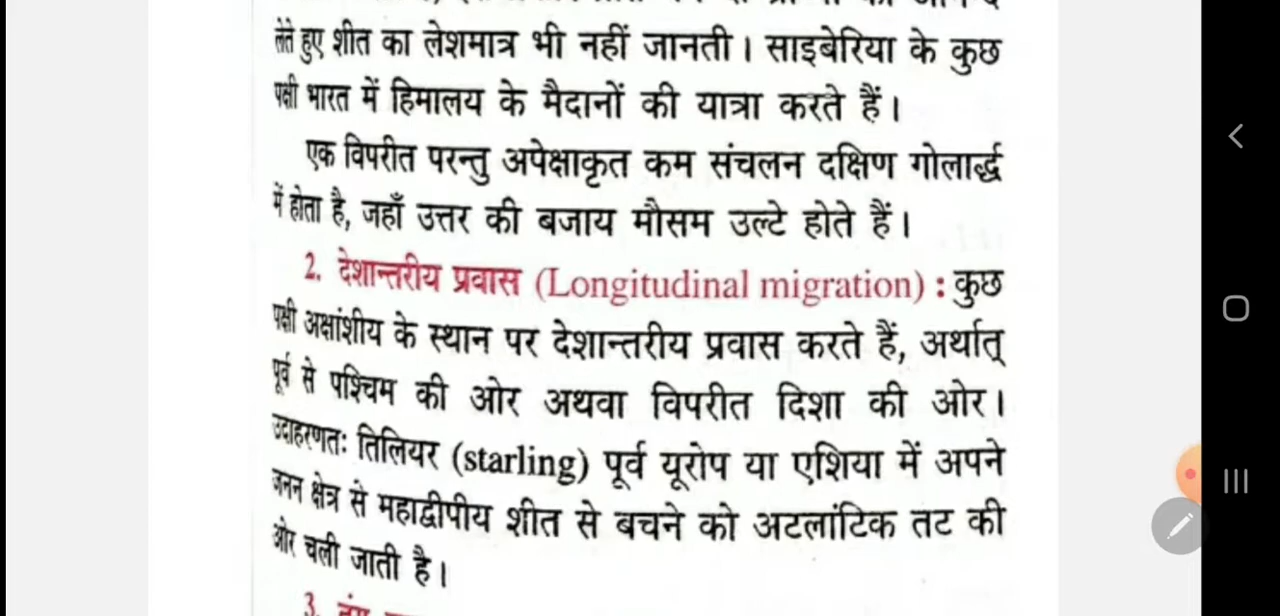 लेते हुए शीत का लेशमात्र भी नहीं जानती। साइबेरिया के कुछ
पक्षी भारत में हिमालय के मैदानों की यात्रा करते हैं।
एक विपरीत परन्तु अपेक्षाकृत कम संचलन दक्षिण गोलार्द्ध
में होता है, जहाँ उत्तर की बजाय मौसम उल्टे होते हैं।
2. देशान्तरीय प्रवास (Longitudinal migration) : कुछ
पक्षी अक्षांशीय के स्थान पर देशान्तरीय प्रवास करते हैं, अर्थात्
पूर्व से पश्चिम की ओर अथवा विपरीत दिशा की ओर।
उदाहरणतः तिलियर (starling) पूर्व यूरोप या एशिया में अपने
जनन क्षेत्र से महाद्वीपीय शीत से बचने को अटलांटिक तट की
ओर चली जाती है।
3.